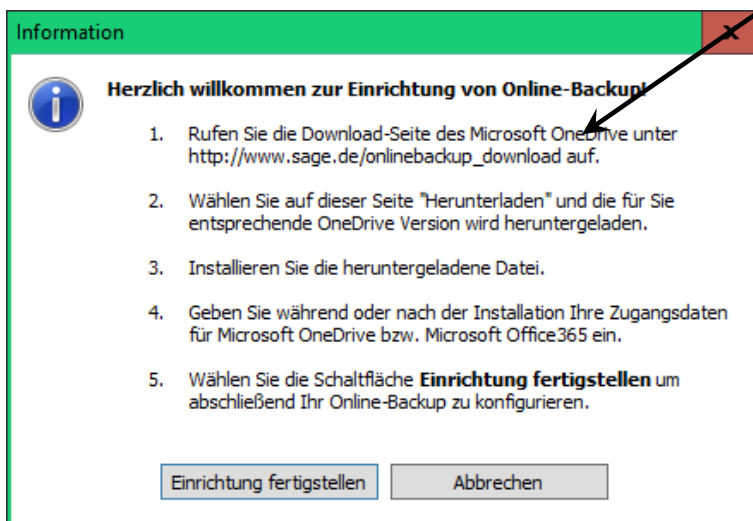 Information
x
Herzlich willkommen zur Einrichtung von Online-Backup!
1. Rufen Sie die Download-Seite des Microsoft OneDrive unter
http://www.sage.de/onlinebackup_download auf.
2. Wählen Sie auf dieser Seite "Herunterladen" und die für Sie
entsprechende OneDrive Version wird heruntergeladen.
3. Installieren Sie die heruntergeladene Datei.
4. Geben Sie während oder nach der Installation Ihre Zugangsdaten
für Microsoft OneDrive bzw. Microsoft Office365 ein.
5. Wählen Sie die Schaltfläche Einrichtung fertigstellen um
abschließend Ihr Online-Backup zu konfigurieren.
Einrichtung fertigstellen Abbrechen